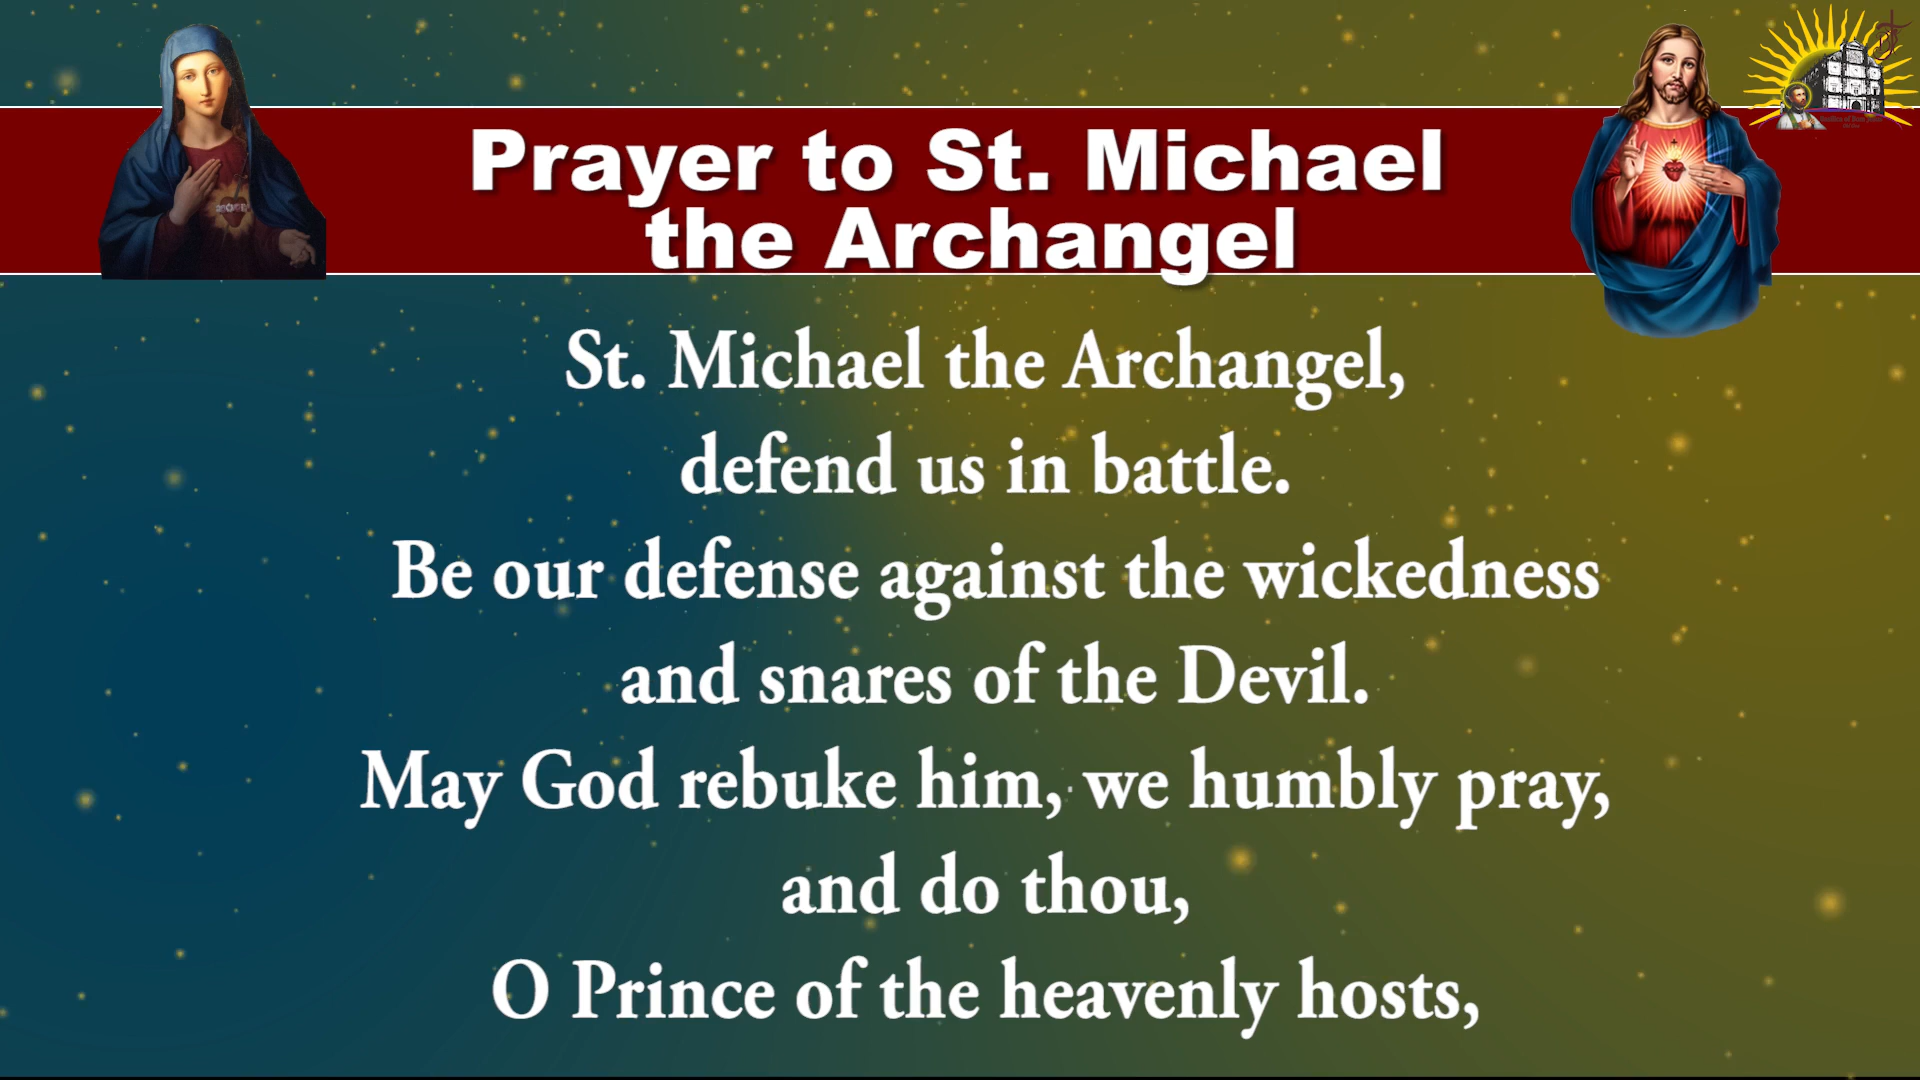 Prayer to St. Michael
the Archangel
St. Michael the Archangel,
defend us in battle.
Be our defense against the wickedness
and snares of the Devil.
May God rebuke him, we humbly pray,
and do thou,
O Prince of the heavenly hosts,